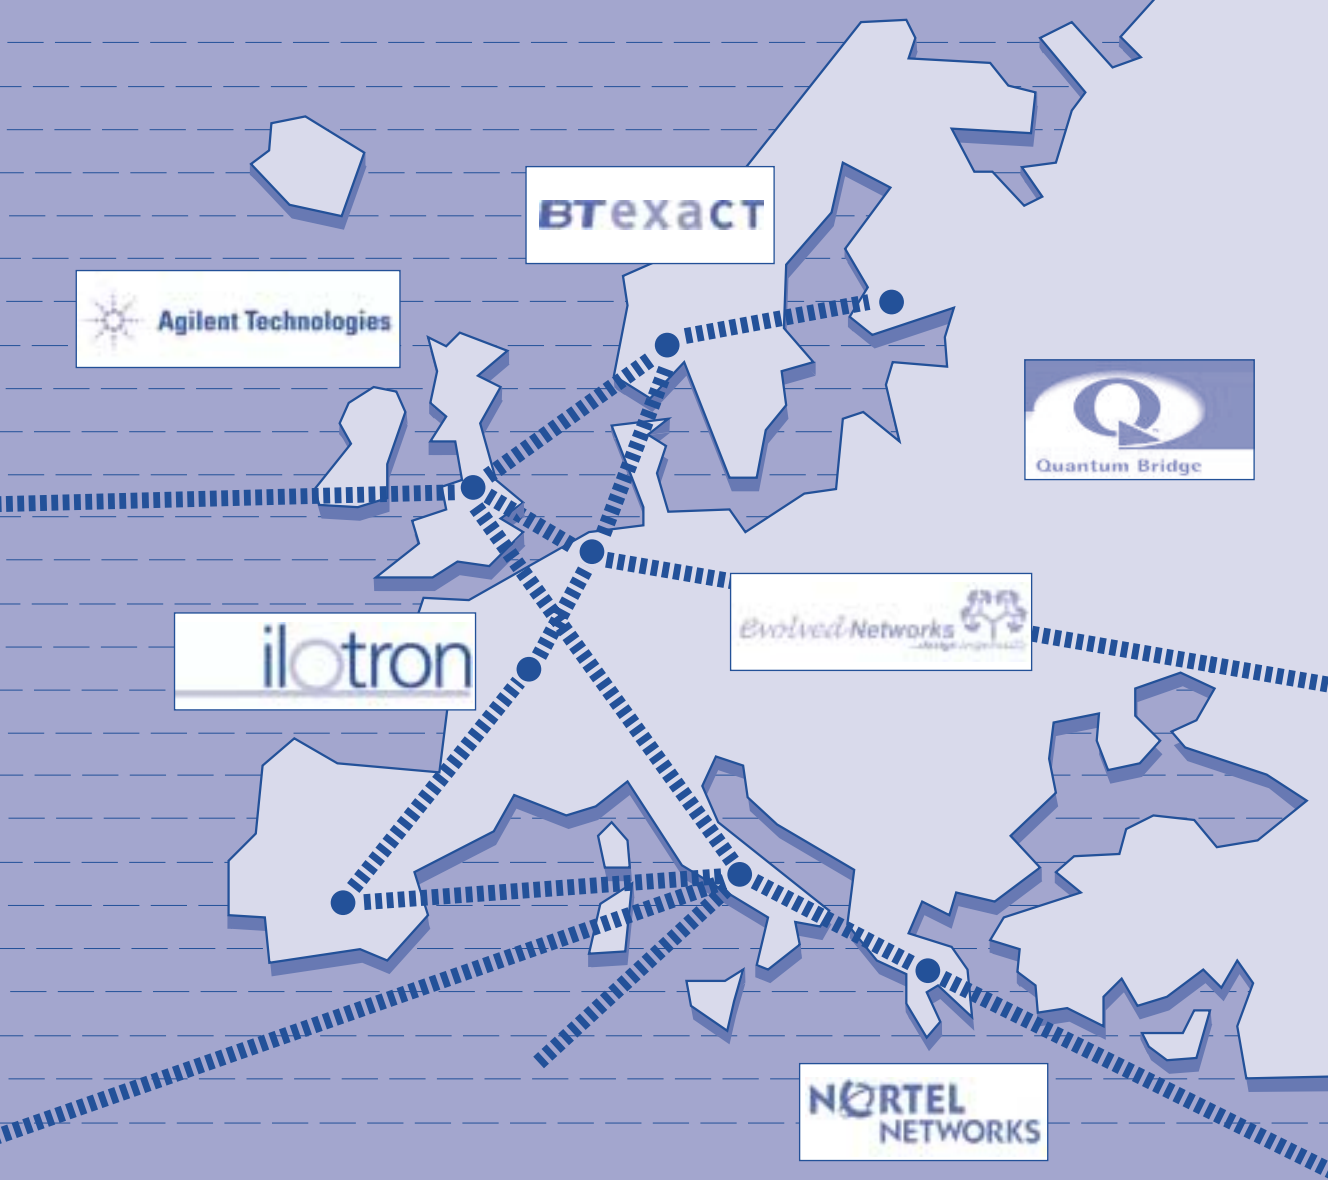 BTexacT
Agilent Technologies
Quantum Bridge
evolved Networks
ilotron
NORTEL
NETWORKS